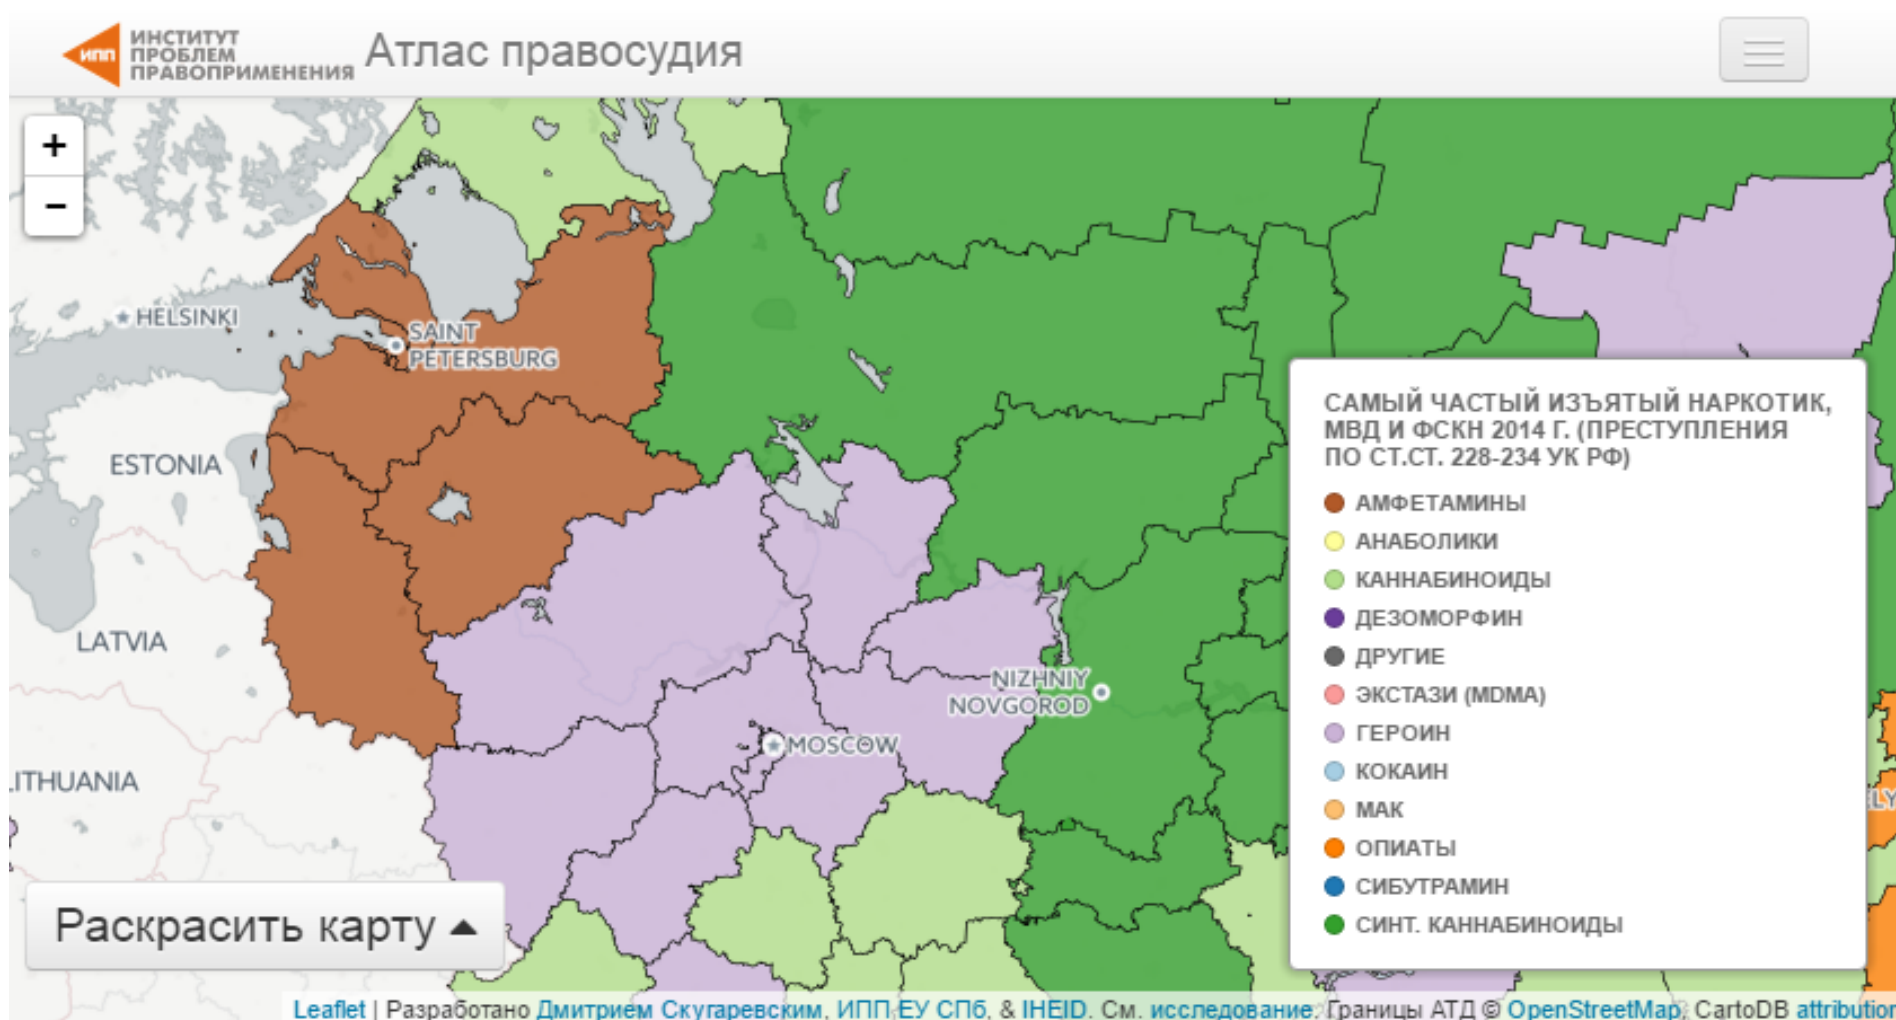 ИПП
ИНСТИТУТ
ПРОБЛЕМ
ПРАВОПРИМЕНЕНИЯ
Атлас правосудия
+
−
HELSINKI
SAINT
PETERSBURG
ESTONIA
LATVIA
NIZHNIY
NOVGOROD
MOSCOW
ITHUANIA
LY
САМЫЙ ЧАСТЫЙ ИЗЪЯТЫЙ НАРКОТИК,
МВД И ФСКН 2014 Г. (ПРЕСТУПЛЕНИЯ
ПО СТ.СТ. 228-234 УК РФ)
АМФЕТАМИНЫ
АНАБОЛИКИ
КАННАБИНОИДЫ
ДЕЗОМОРФИН
ДРУГИЕ
ЭКСТАЗИ (MDMA)
ГЕРОИН
КОКАИН
МАК
ОПИАТЫ
СИБУТРАМИН
СИНТ. КАННАБИНОИДЫ
Раскрасить карту
Leaflet | Разработано Дмитрием Скугаревским, ИПП ЕУ СПб, & IHEID. См. исследование. Границы АТД © OpenStreetMap, CartoDB attribution